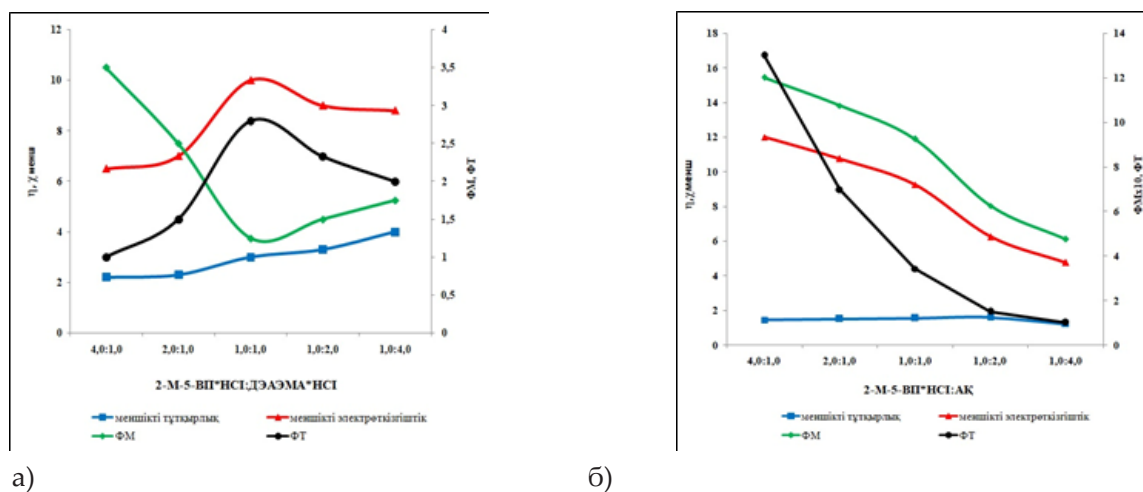 12
10
8
6
4
2
0
η, χ менш
4
3,5
3
2,5
2
1,5
1
0,5
0
ФМ, ФТ
4,0:1,0 2,0:1,0 1,0:1,0 1,0:2,0 1,0:4,0
2-М-5-ВП*HCI:ДЭАЭМА*HCI
меншікті тұтқырлық меншікті электрөткізгіштік
ФМ ФТ
а)
18
16
14
12
10
8
6
4
2
0
η,χменш
14
12
10
8
6
4
2
0
ФМх10, ФТ
4,0:1,0 2,0:1,0 1,0:1,0 1,0:2,0 1,0:4,0
2-М-5-ВП*HCI:АҚ
меншікті тұтқырлық меншікті электрөткізгіштік
ФМ ФТ
б)